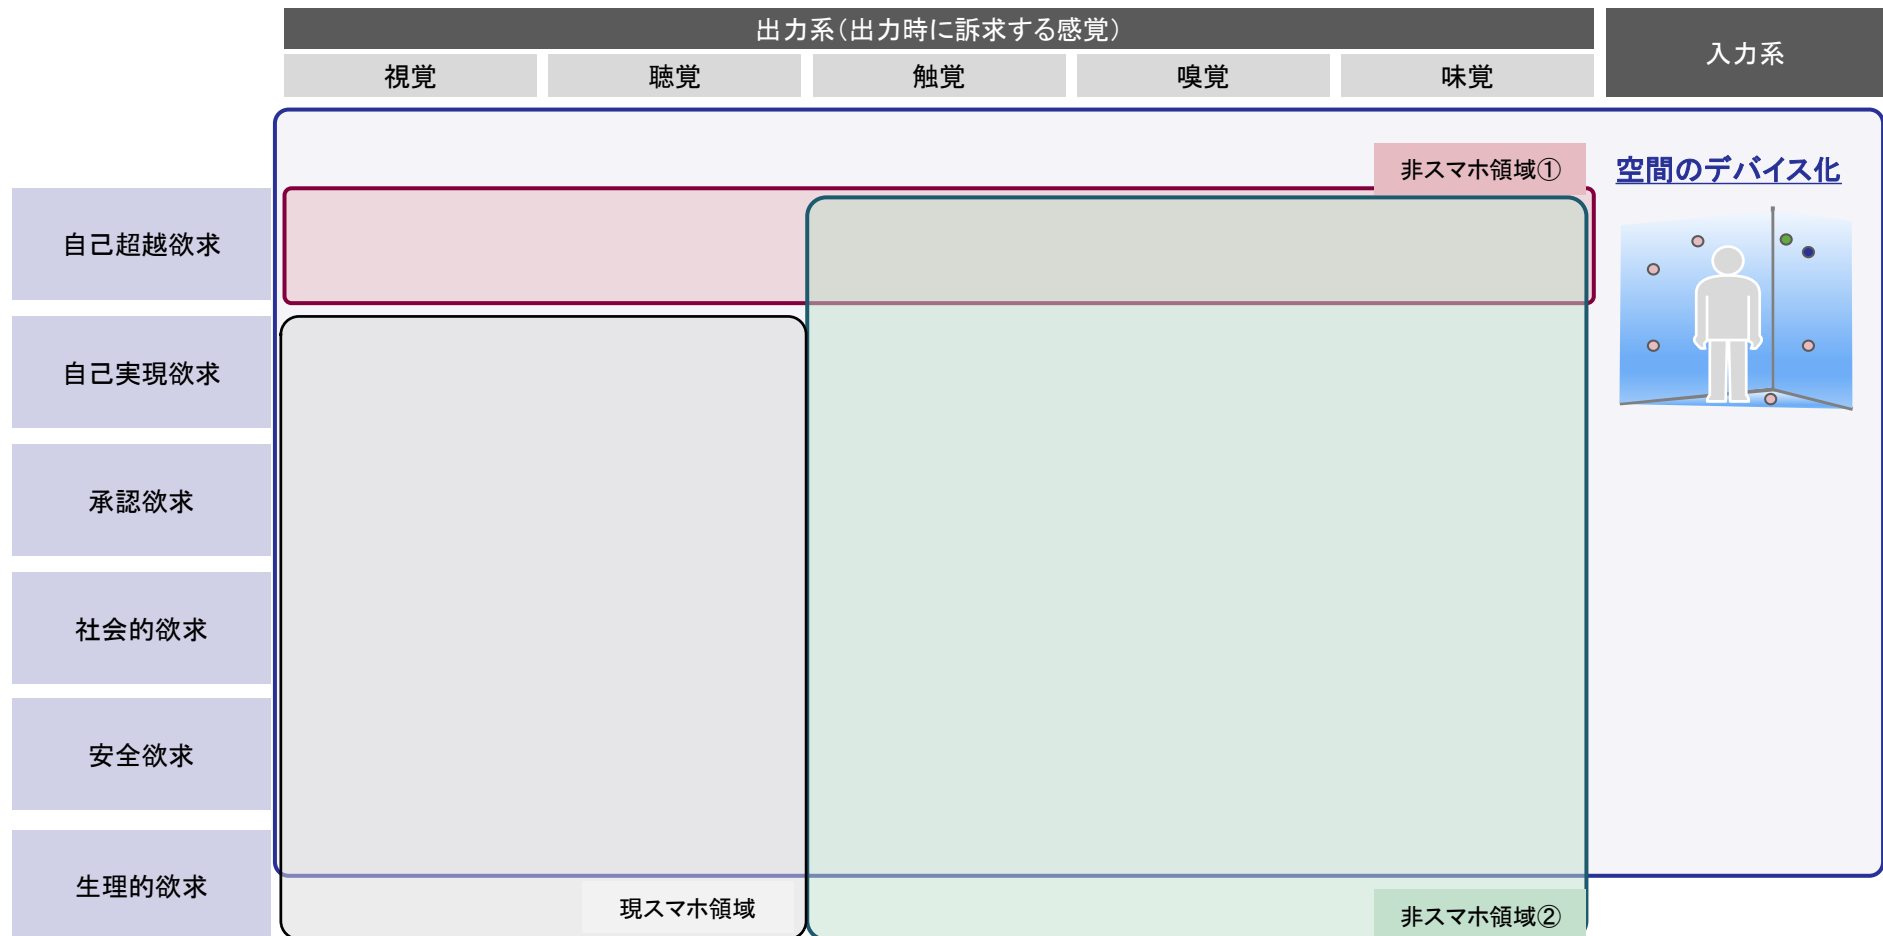 出力系（出力時に訴求する感覚）
入力系
視覚
聴覚
触覚
嗅覚
味覚
非スマホ領域①
空間のデバイス化
自己超越欲求
自己実現欲求
承認欲求
社会的欲求
安全欲求
生理的欲求
現スマホ領域
非スマホ領域②